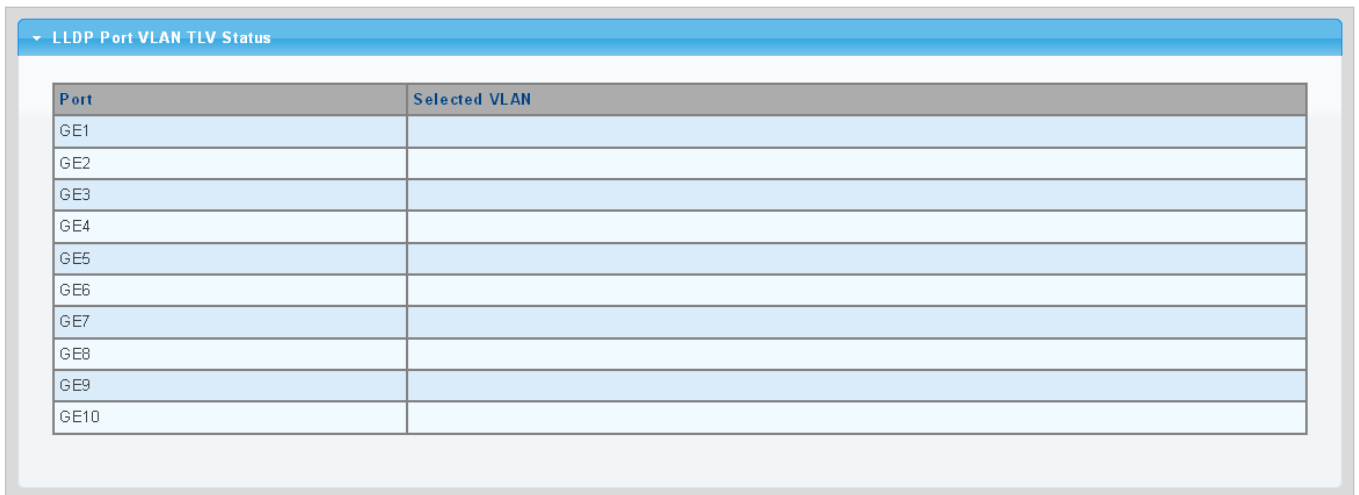 LLDP Port VLAN TLV Status
Port Selected VLAN
GE1
GE2
GE3
GE4
GE5
GE6
GE7
GE8
GE9
GE10